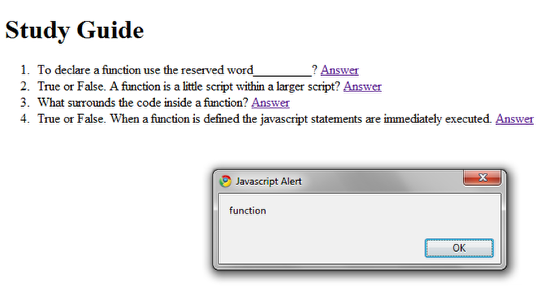 Study Guide
1. To declare a function use the reserved word__________? Answer
2. True or False. A function is a little script within a larger script? Answer
3. What surrounds the code inside a function? Answer
4. True or False. When a function is defined the javascript statements are immediately executed. Answer
Javascript Alert
function
OK